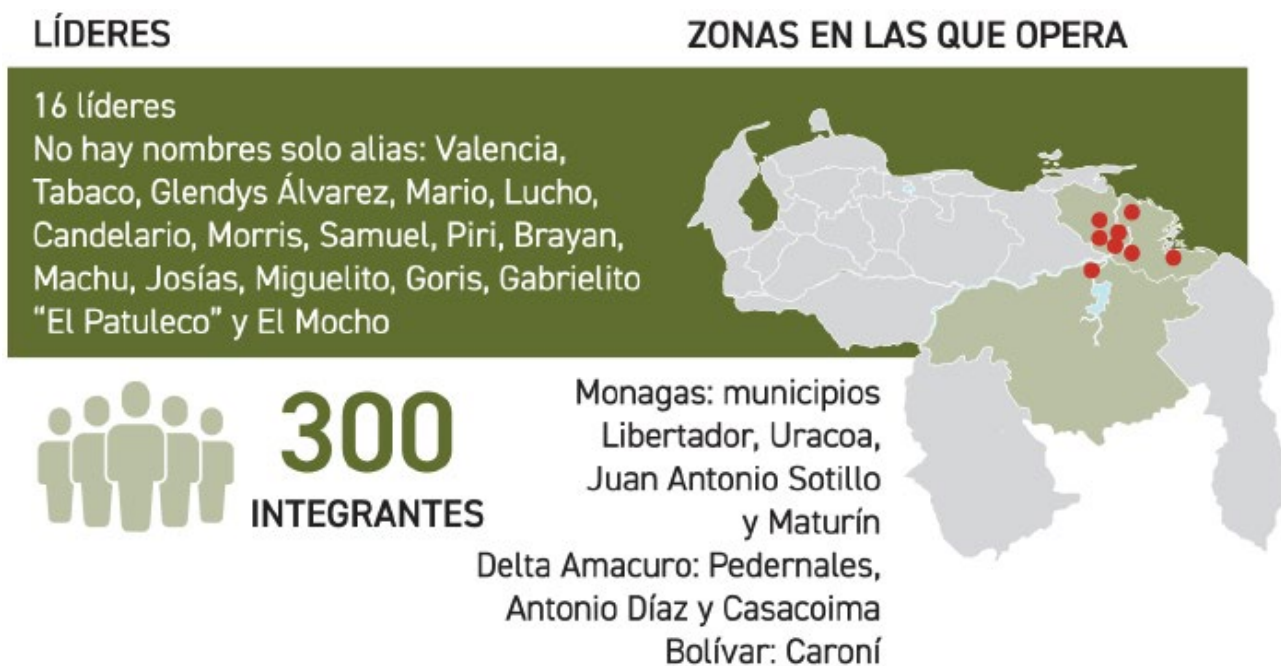 LÍDERES
16 líderes
No hay nombres solo alias: Valencia,
Tabaco, Glendys Álvarez, Mario, Lucho,
Candelario, Morris, Samuel, Piri, Brayan,
Machu, Josías, Miguelito, Goris, Gabrielito
“El Patuleco” y El Mocho
300
INTEGRANTES
ZONAS EN LAS QUE OPERA
Monagas: municipios
Libertador, Uracoa,
Juan Antonio Sotillo
y Maturín
Delta Amacuro: Pedernales,
Antonio Díaz y Casacoima
Bolívar: Caroní